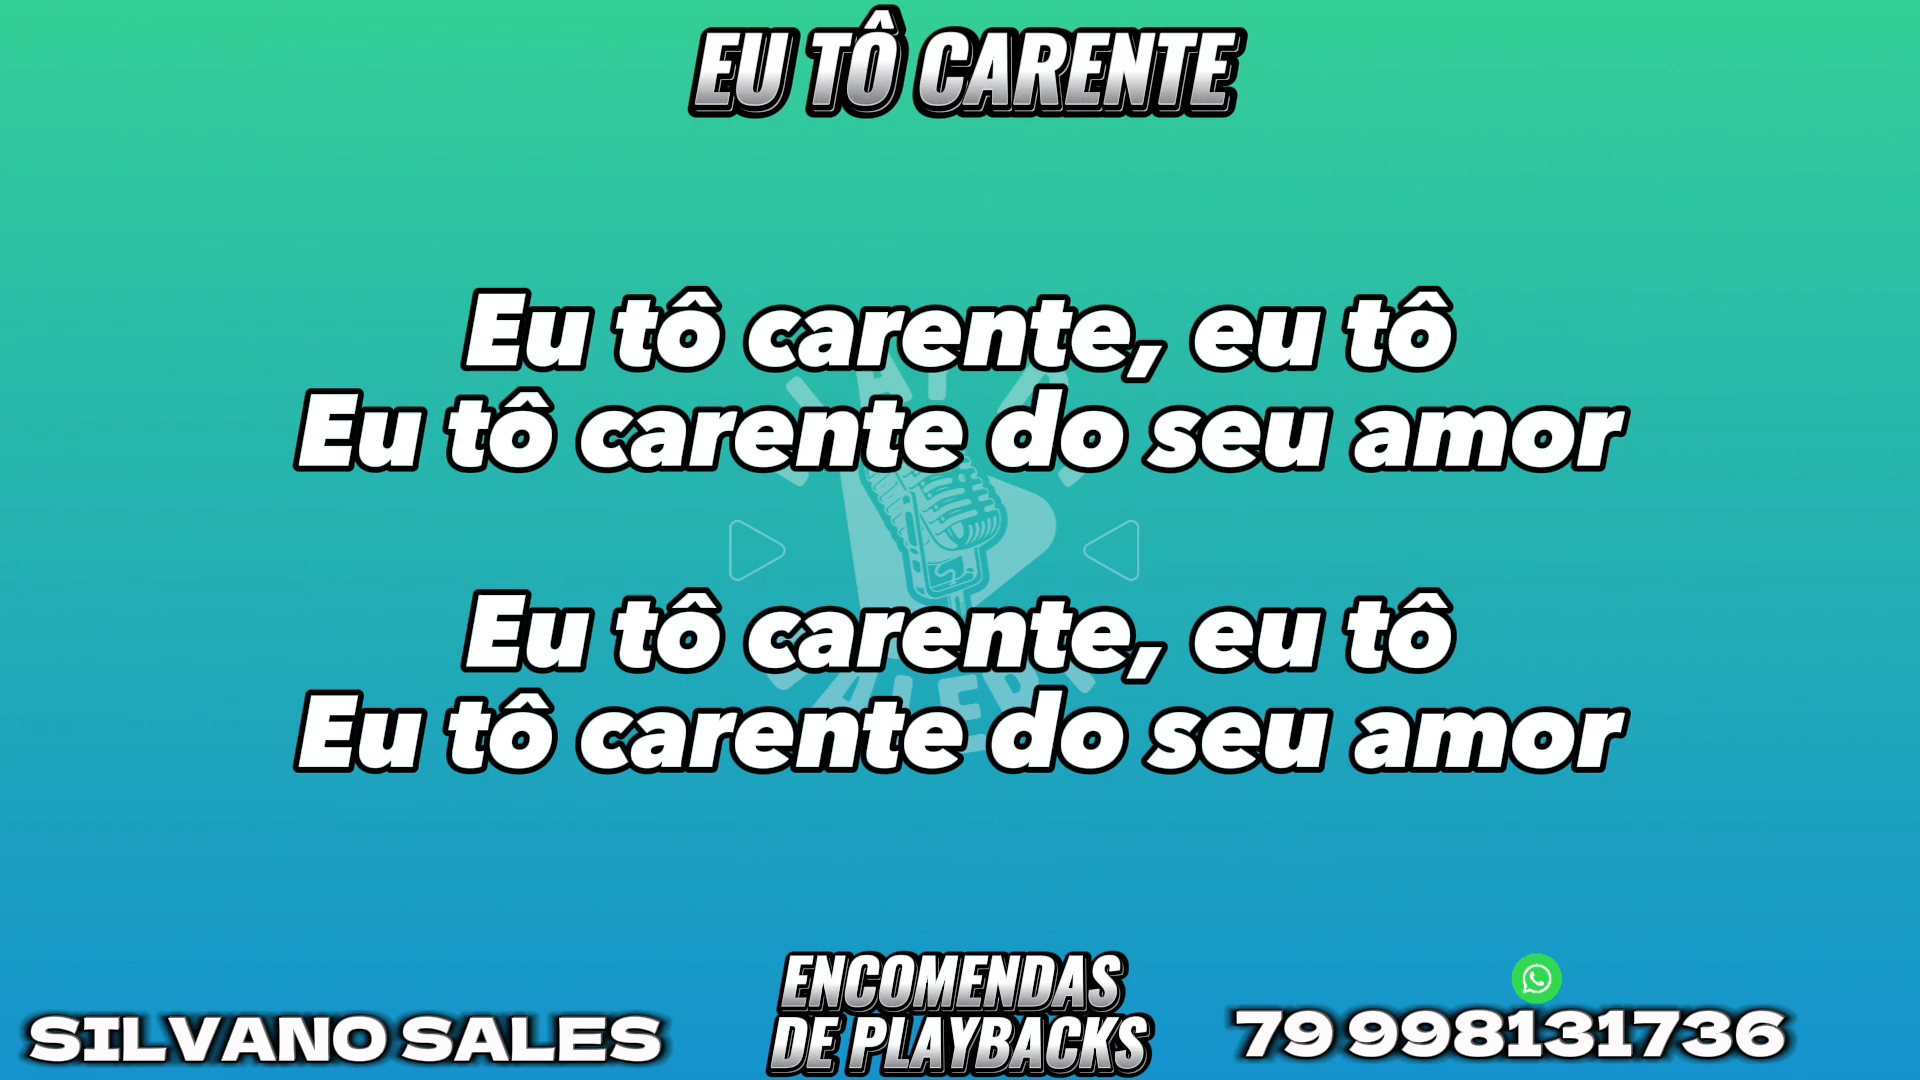 EU TÔ CARENTE
Eu tô carente, eu tô
Eu tô carente do seu amor
Eu tô carente, eu tô
Eu tô carente do seu amor
SILVANO SALES
ENCOMENDAS
DE PLAYBACKS
79 998131736